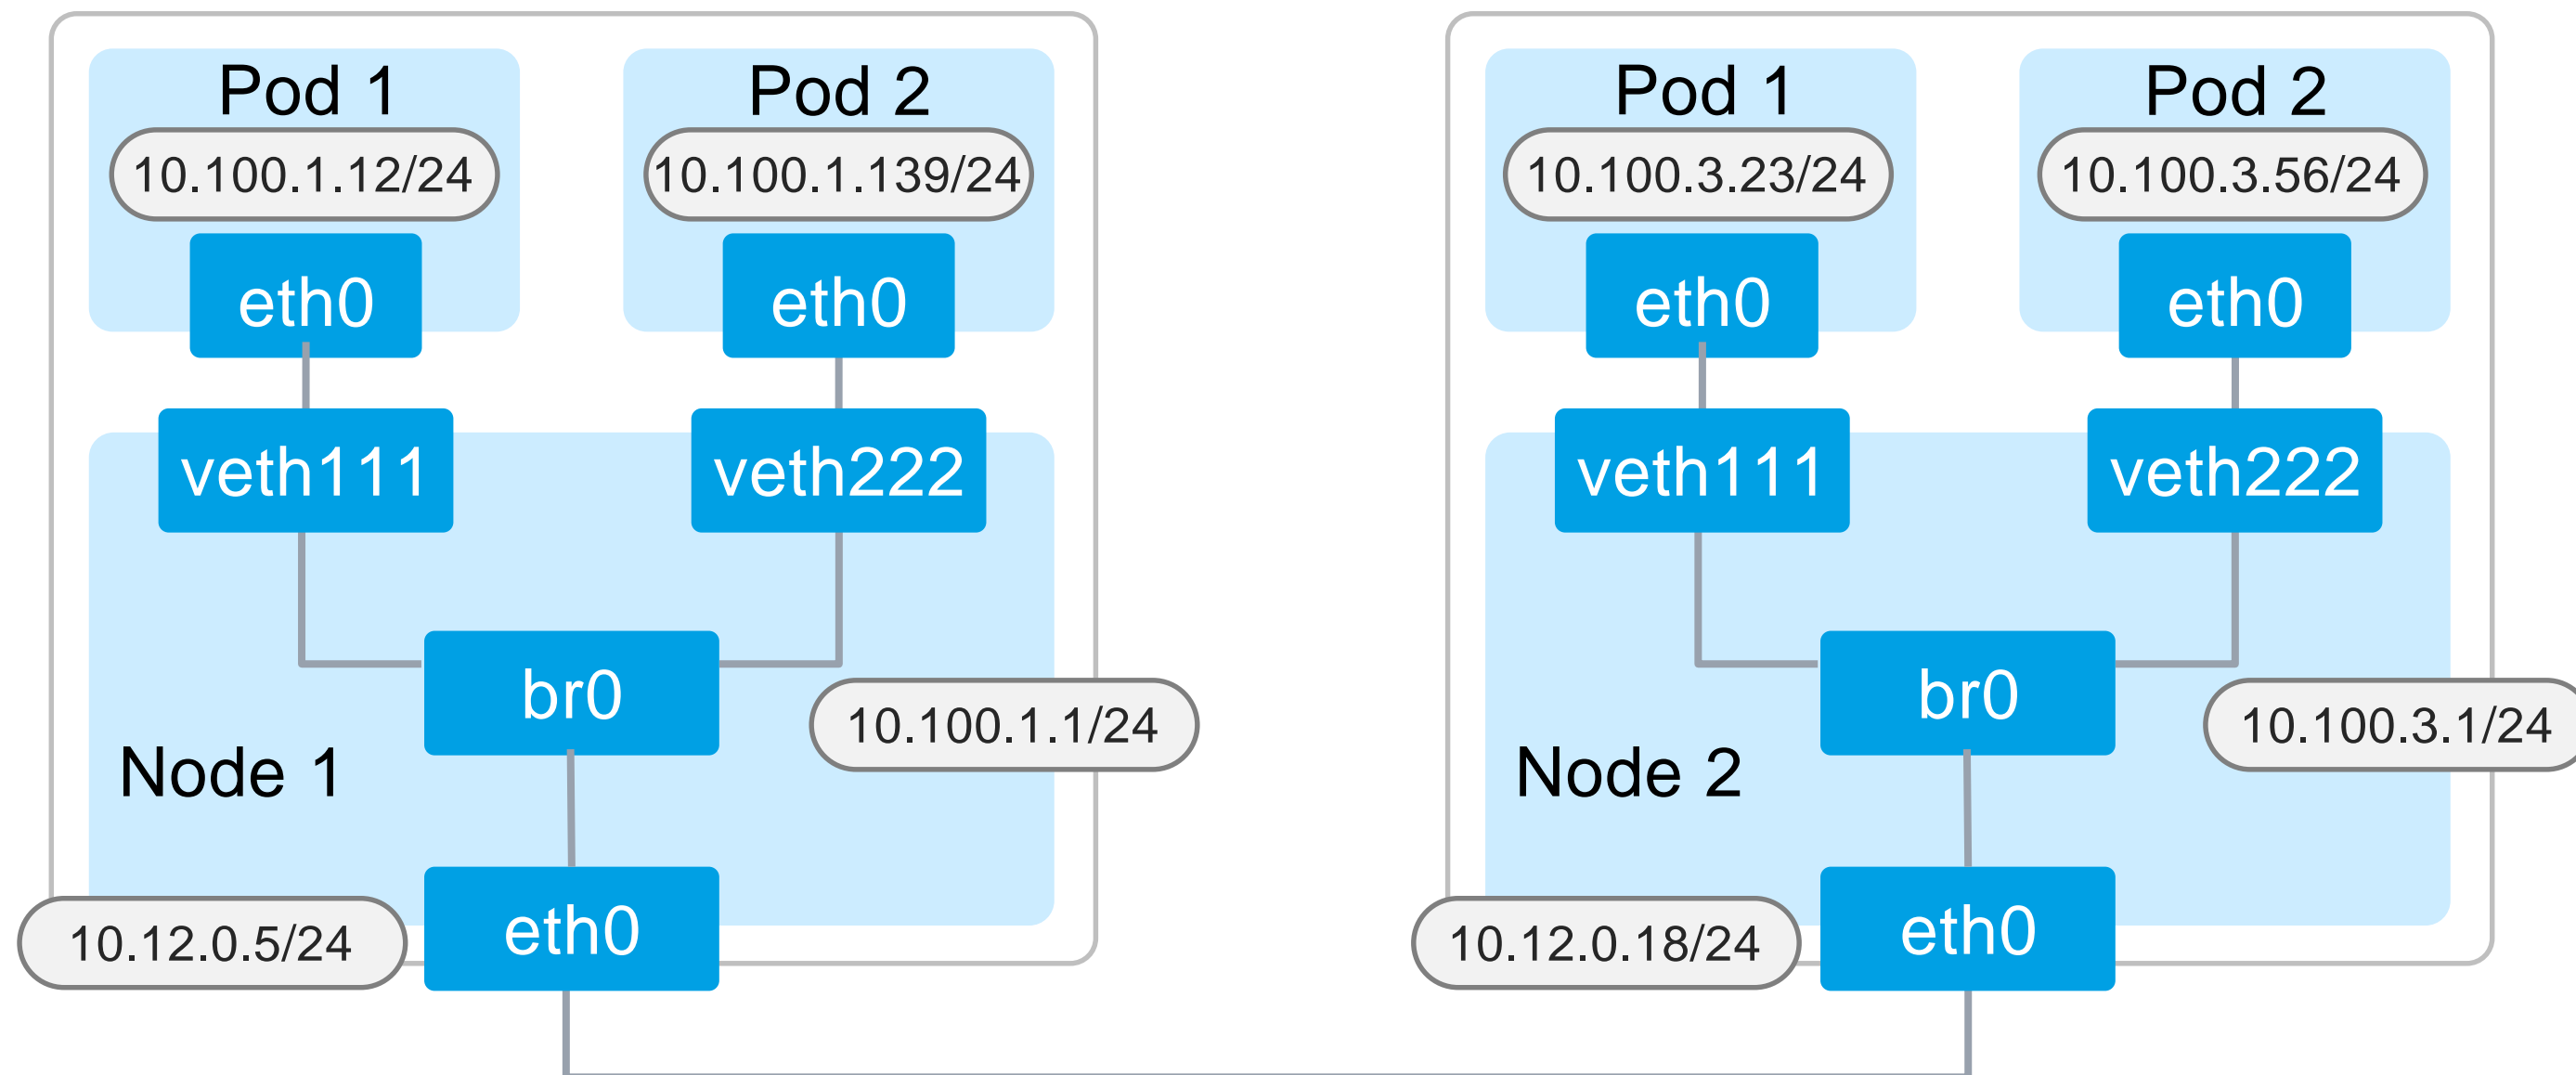 Pod 1
10.100.1.12/24
eth0
Pod 2
10.100.1.139/24
eth0
veth111
veth222
br0
10.100.1.1/24
Node 1
10.12.0.5/24
eth0
Pod 1
10.100.3.23/24
eth0
Pod 2
10.100.3.56/24
eth0
veth111
veth222
br0
10.100.3.1/24
Node 2
10.12.0.18/24
eth0